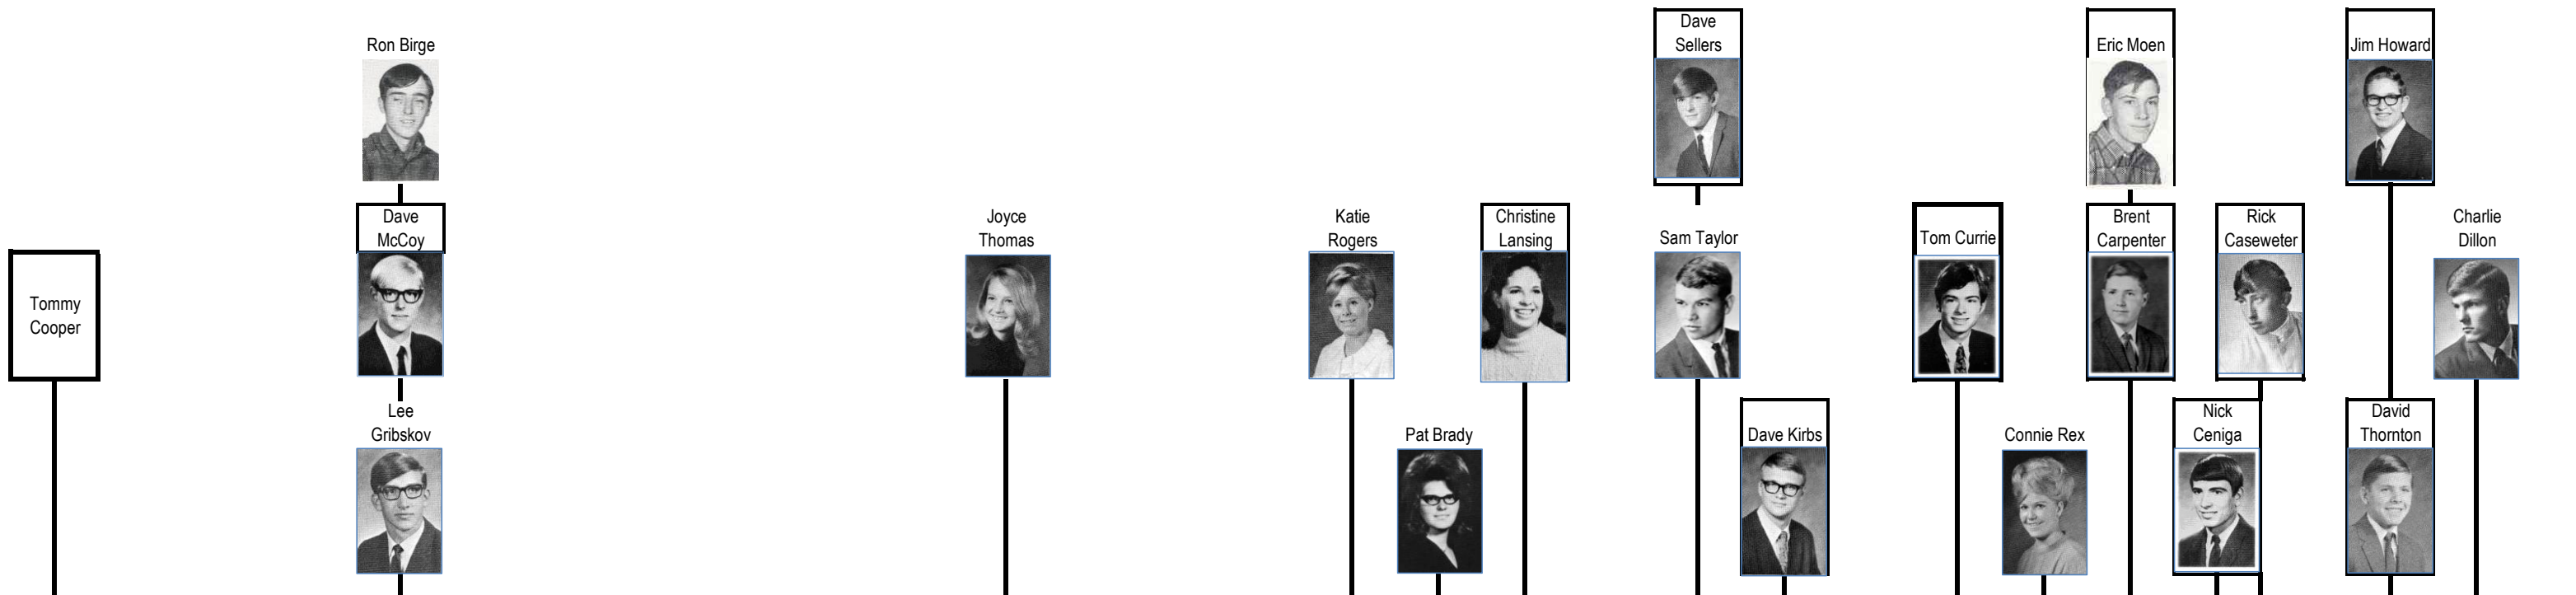 Dave
Sellers
Ron Birge
Eric Moen
Jim Howard
Dave
McCoy
Joyce
Thomas
Katie
Rogers
Christine
Lansing
Sam Taylor
Tom Currie
Brent
Carpenter
Rick
Caseweter
Charlie
Dillon
Tommy
Cooper
Lee
Gribskov
Pat Brady
Dave Kirbs
Connie Rex
Nick
Ceniga
David
Thornton